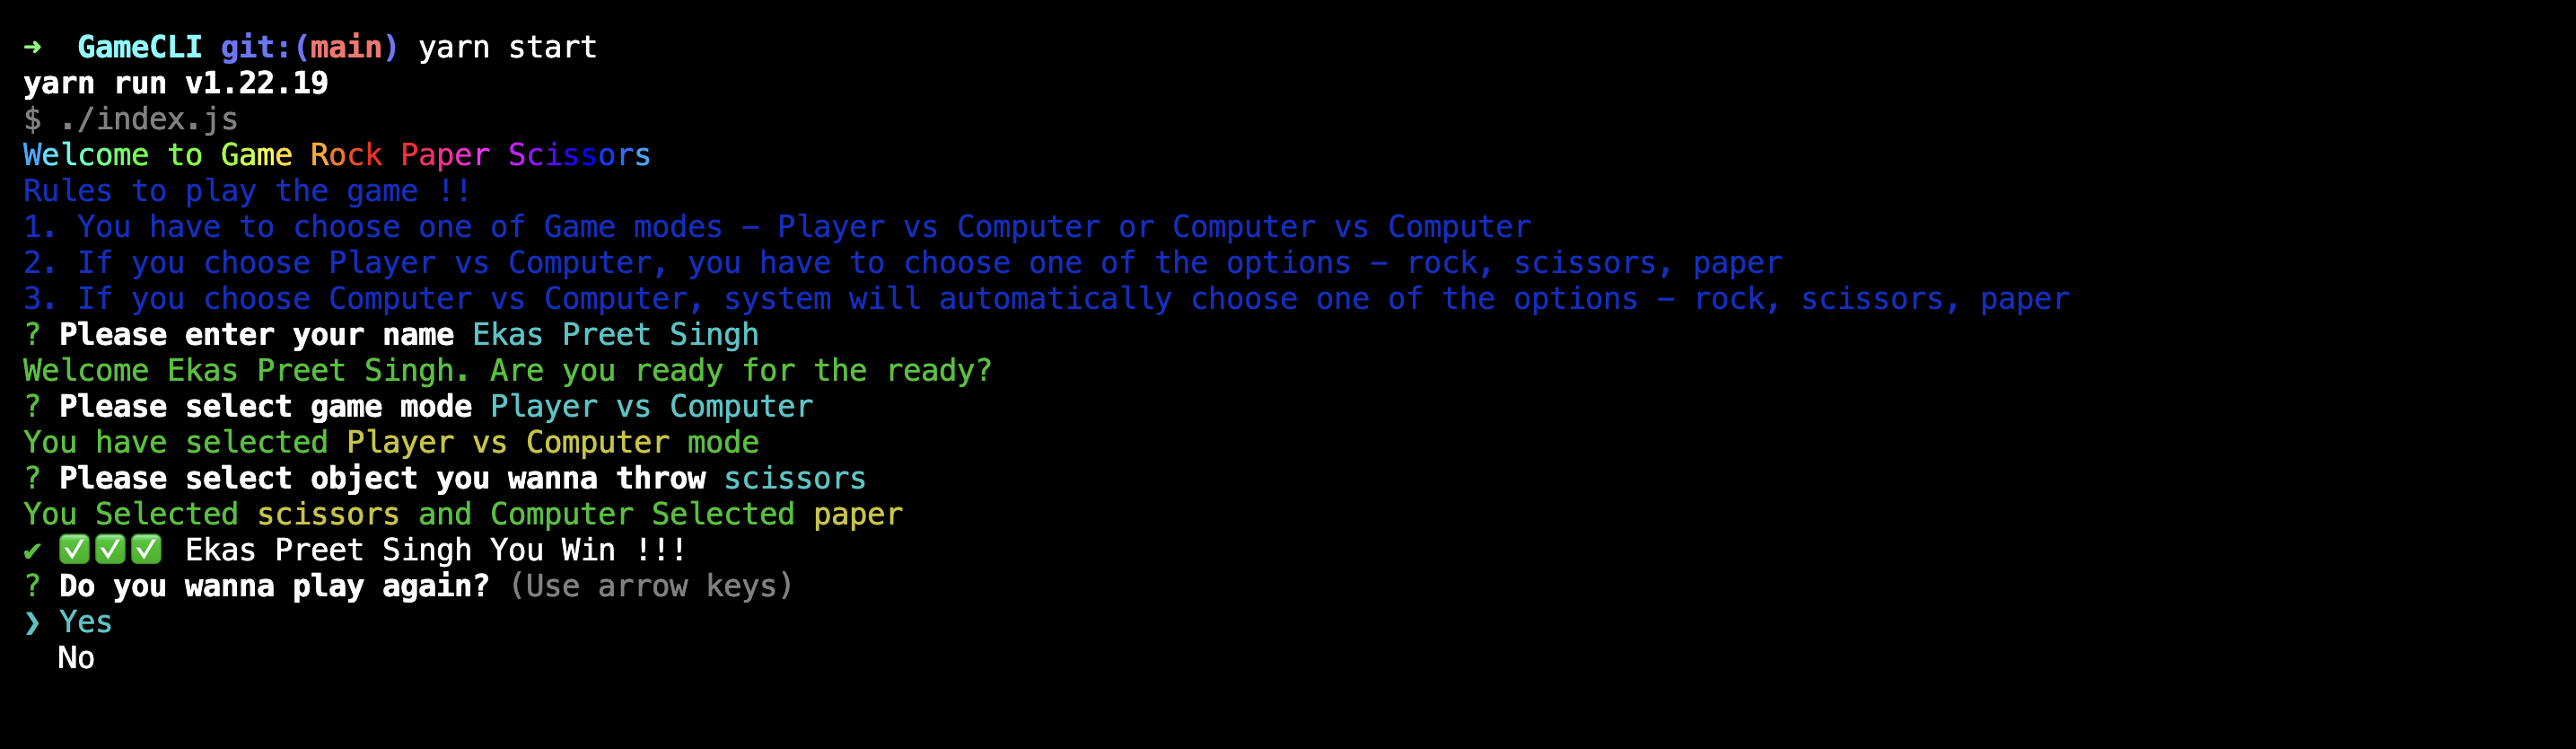 ➜  GameCLI git:(main) yarn start
yarn run v1.22.19
$ ./index.js
Welcome to Game Rock Paper Scissors
Rules to play the game !!
1. You have to choose one of Game modes – Player vs Computer or Computer vs Computer
2. If you choose Player vs Computer, you have to choose one of the options – rock, scissors, paper
3. If you choose Computer vs Computer, system will automatically choose one of the options – rock, scissors, paper
? Please enter your name Ekas Preet Singh
Welcome Ekas Preet Singh. Are you ready for the ready?
? Please select game mode Player vs Computer
You have selected Player vs Computer mode
? Please select object you wanna throw scissors
You Selected scissors and Computer Selected paper
✔ ✅✅✅ Ekas Preet Singh You Win !!!
? Do you wanna play again? (Use arrow keys)
❯ Yes
  No